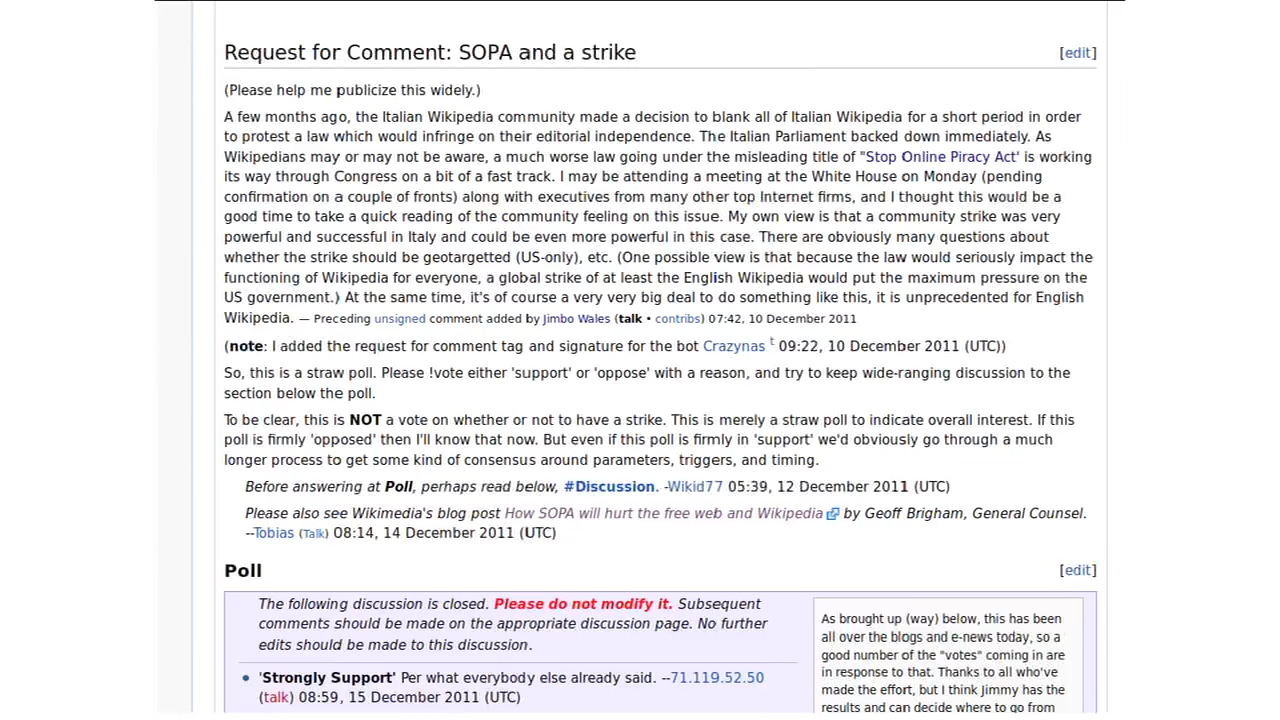 Request for Comment: SOPA and a strike
[edit]
(Please help me publicize this widely.)
A few months ago, the Italian Wikipedia community made a decision to blank all of Italian Wikipedia for a short period in order
to protest a law which would infringe on their editorial independence. The Italian Parliament backed down immediately. As
Wikipedians may or may not be aware, a much worse law going under the misleading title of "Stop Online Piracy Act' is working
its way through Congress on a bit of a fast track. I may be attending a meeting at the White House on Monday (pending
confirmation on a couple of fronts) along with executives from many other top Internet firms, and I thought this would be a
good time to take a quick reading of the community feeling on this issue. My own view is that a community strike was very
powerful and successful in Italy and could be even more powerful in this case. There are obviously many questions about
whether the strike should be geotargetted (US-only), etc. (One possible view is that because the law would seriously impact the
functioning of Wikipedia for everyone, a global strike of at least the English Wikipedia would put the maximum pressure on the
US government.) At the same time, it's of course a very very big deal to do something like this, it is unprecedented for English
Wikipedia. — Preceding unsigned comment added by Jimbo Wales (talk • contribs) 07:42, 10 December 2011
(note: I added the request for comment tag and signature for the bot Crazynas t 09:22, 10 December 2011 (UTC))
So, this is a straw poll. Please !vote either 'support' or 'oppose' with a reason, and try to keep wide-ranging discussion to the
section below the poll.
To be clear, this is NOT a vote on whether or not to have a strike. This is merely a straw poll to indicate overall interest. If this
poll is firmly 'opposed' then I'll know that now. But even if this poll is firmly in 'support' we'd obviously go through a much
longer process to get some kind of consensus around parameters, triggers, and timing.
Before answering at Poll, perhaps read below, #Discussion. -Wikid77 05:39, 12 December 2011 (UTC)
Please also see Wikimedia's blog post How SOPA will hurt the free web and Wikipedia by Geoff Brigham, General Counsel.
--Tobias (Talk) 08:14, 14 December 2011 (UTC)
Poll
[edit]
The following discussion is closed. Please do not modify it. Subsequent
comments should be made on the appropriate discussion page. No further
edits should be made to this discussion.
• 'Strongly Support' Per what everybody else already said. --71.119.52.50
(talk) 08:59, 15 December 2011 (UTC)
As brought up (way) below, this has been
all over the blogs and e-news today, so a
good number of the "votes" coming in are
in response to that. Thanks to all who've
made the effort, but I think Jimmy has the
results and can decide where to go from